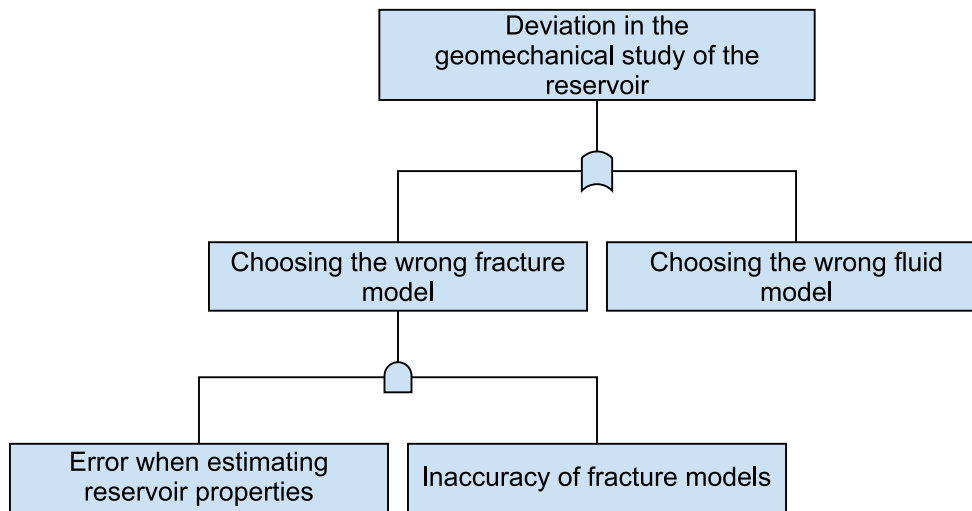 Deviation in the
geomechanical study of the
reservoir
Choosing the wrong fracture
model
Choosing the wrong fluid
model
Error when estimating
reservoir properties
Inaccuracy of fracture models